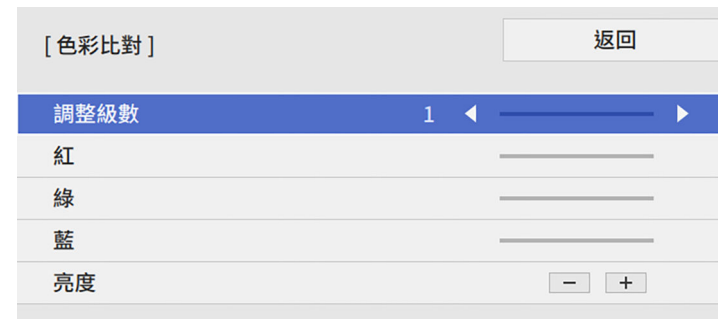 [ 色彩比對 ]
返回
調整級數 1
紅
綠
藍
亮度 − +